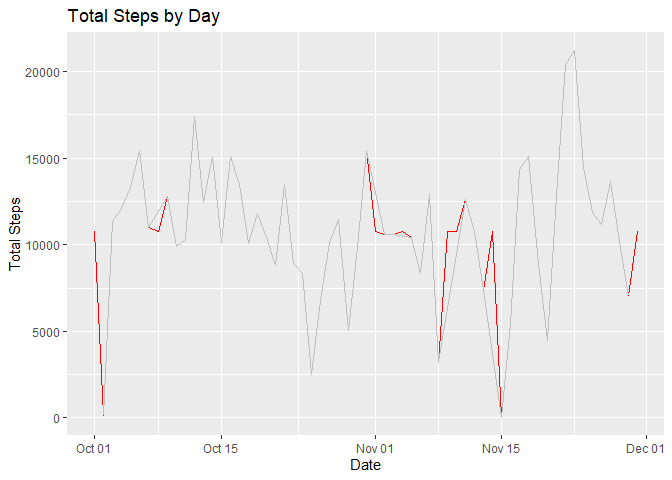 Total Steps by Day
Total Steps
20000
15000
10000
5000
0
Oct 01 Oct 15 Nov 01 Nov 15 Dec 01
Date